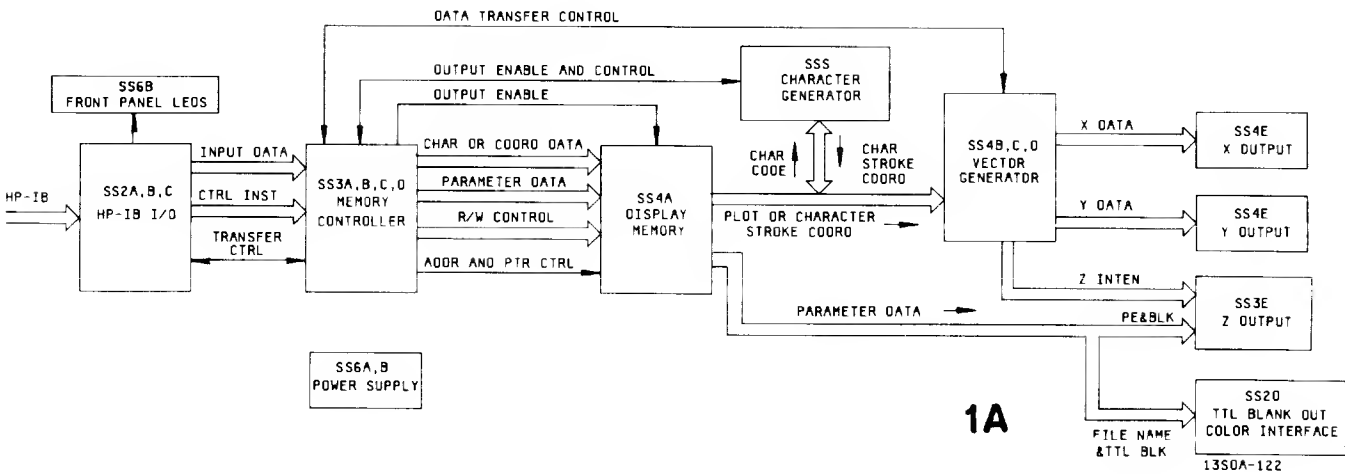 DATA TRANSFER CONTROL
OUTPUT ENABLE AND CONTROL
OUTPUT ENABLE
SSS
CHARACTER
GENERATOR
SS6B
FRONT PANEL LEDS
HP-IB
SS2A,B,C
HP-IB I/O
INPUT DATA
CTRL INST
TRANSFER
CTRL
SS3A,B,C,D
MEMORY
CONTROLLER
CHAR OR COORD DATA
PARAMETER DATA
R/W CONTROL
ADDR AND PTR CTRL
SS4A
DISPLAY
MEMORY
CHAR
CODE
CHAR
STROKE
COORD
PLOT OR CHARACTER
STROKE COORD
SS4B,C,D
VECTOR
GENERATOR
X DATA
SS4E
X OUTPUT
Y DATA
SS4E
Y OUTPUT
Z INTEN
PARAMETER DATA
PE&BLK
SS3E
Z OUTPUT
SS6A,B
POWER SUPPLY
1A
FILE NAME
&TTL BLK
SS2D
TTL BLANK OUT
COLOR INTERFACE
13S0A-122